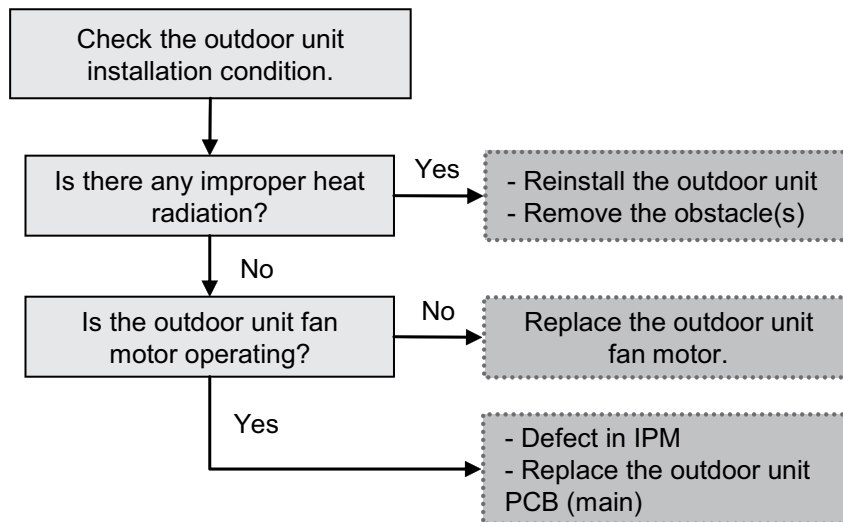 Check the outdoor unit
installation condition.
Is there any improper heat
radiation?
Yes
- Reinstall the outdoor unit
- Remove the obstacle(s)
No
Is the outdoor unit fan
motor operating?
No
Replace the outdoor unit
fan motor.
Yes
- Defect in IPM
- Replace the outdoor unit
PCB (main)